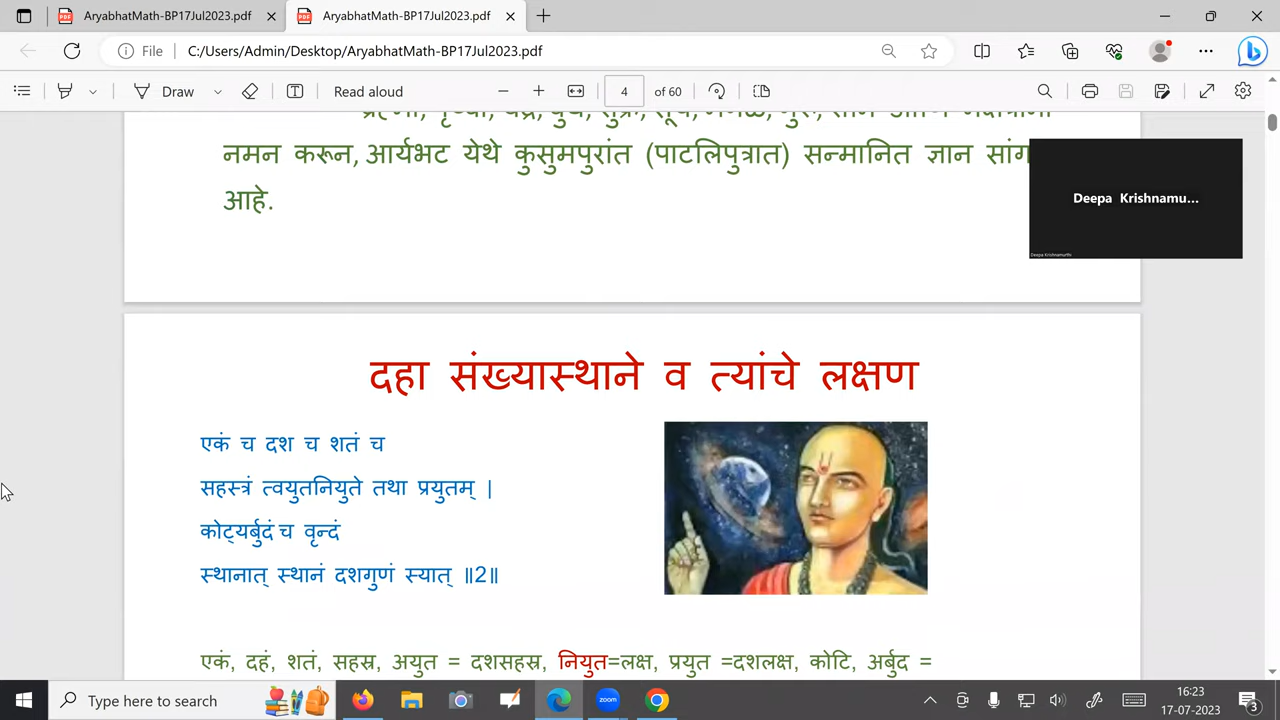 AryabhatMath-BP17Jul2023.pdf
AryabhatMath-BP17Jul2023.pdf
File
C:/Users/Admin/Desktop/AryabhatMath-BP17Jul2023.pdf
Draw
Read aloud
4 of 60
नमन करून, आर्यभट येथे कुसुमपुरांत (पाटलिपुत्रात) सन्मानित ज्ञान
आहे.
Deepa Krishnamu...
दहा संख्यास्थाने व त्यांचे लक्षण
एकं च दश च शतं च
सहस्त्रं त्वयुतनियुते तथा प्रयुतम् |
कोट्यर्बुदं च वृन्दं
स्थानात् स्थानं दशगुणं स्यात् ॥2॥
एकं, दहं, शतं, सहस्र, अयुत = दशसहस्र, नियुत=लक्ष, प्रयुत =दशलक्ष, कोटि, अर्बुद =
Type here to search
zoom
16:23
17-07-2023
3